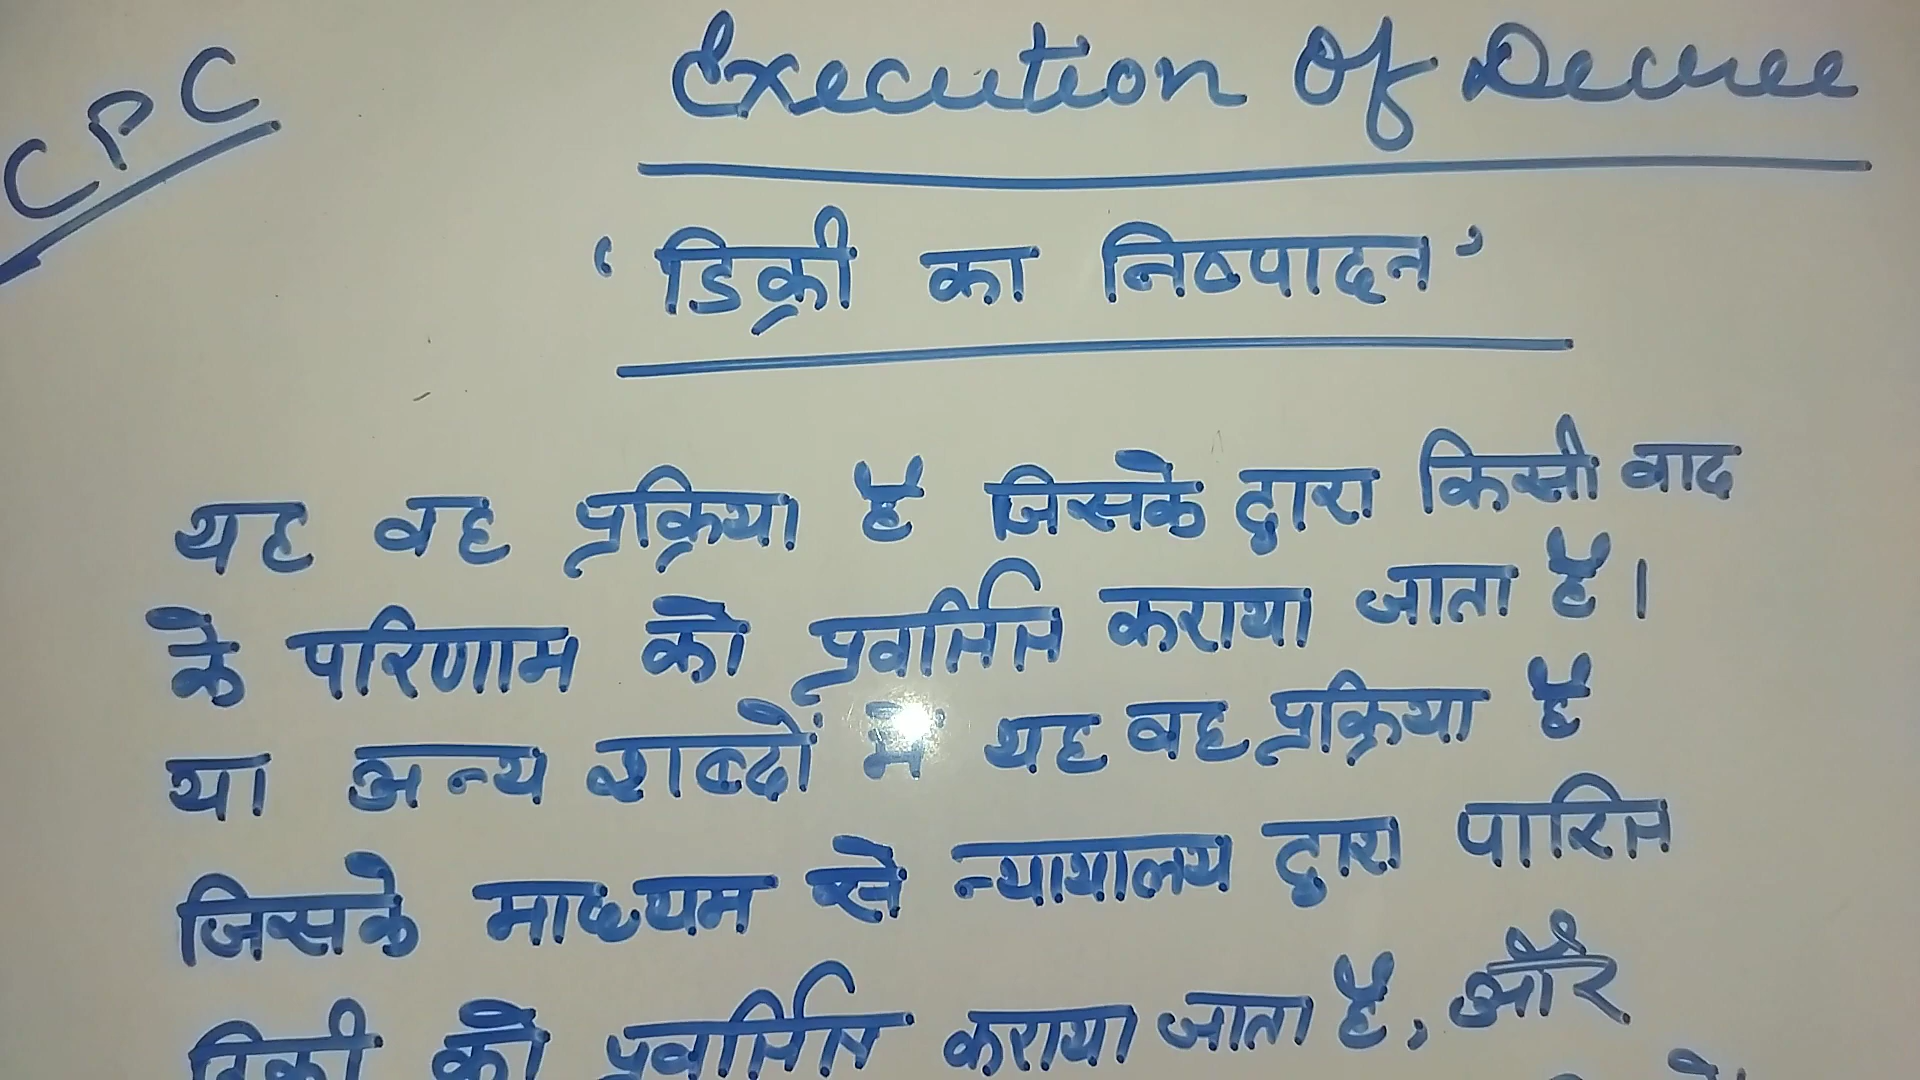 CPC
Execution Of Decree
‘डिक्री का निष्पादन’
यह वह प्रक्रिया है जिसके द्वारा किसी वाद
के परिणाम को प्रवर्तित कराया जाता है।
या अन्य शब्दों में यह वह प्रक्रिया है
जिसके माध्यम से न्यायालय द्वारा पारित
डिक्री को प्रवर्तित कराया जाता है, और